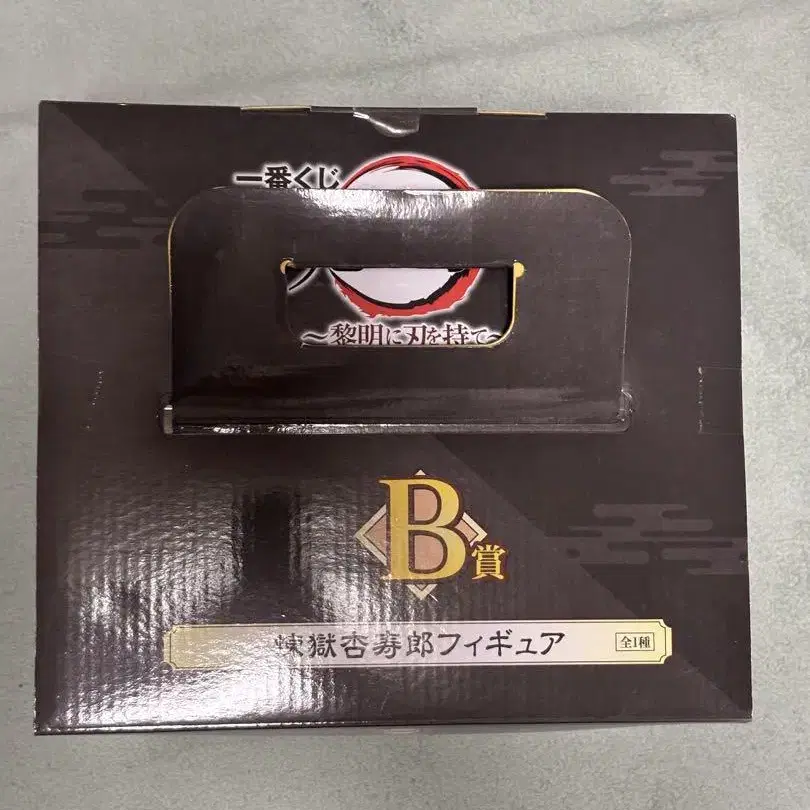 一番くじ
～黎明に刃を持て～
B賞
煉獄杏寿郎フィギュア
全1種